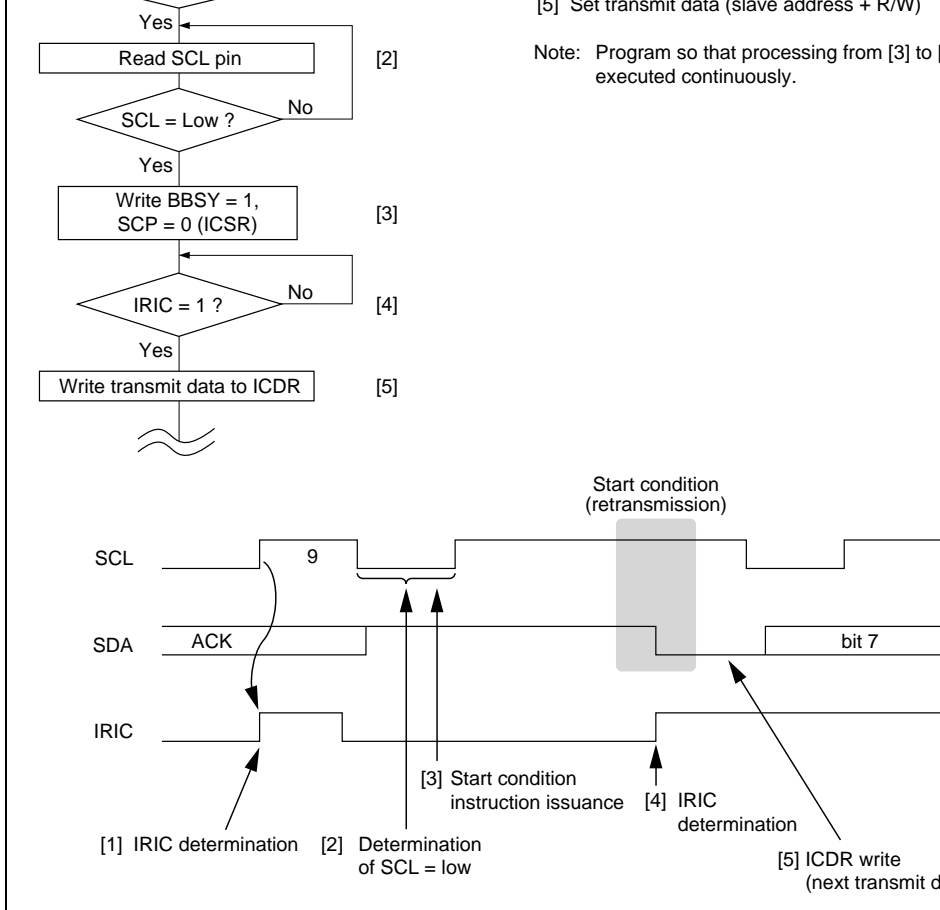 [5] Set transmit data (slave address + R/W)
Note: Program so that processing from [3] to [
executed continuously.
Yes
Read SCL pin
[2]
SCL = Low ?
No
Yes
Write BBSY = 1,
SCP = 0 (ICSR)
[3]
IRIC = 1 ?
No
[4]
Yes
Write transmit data to ICDR
[5]
Start condition
(retransmission)
SCL
9
SDA
ACK
bit 7
IRIC
[3] Start condition
instruction issuance
[4] IRIC
determination
[1] IRIC determination
[2] Determination
of SCL = low
[5] ICDR write
(next transmit d